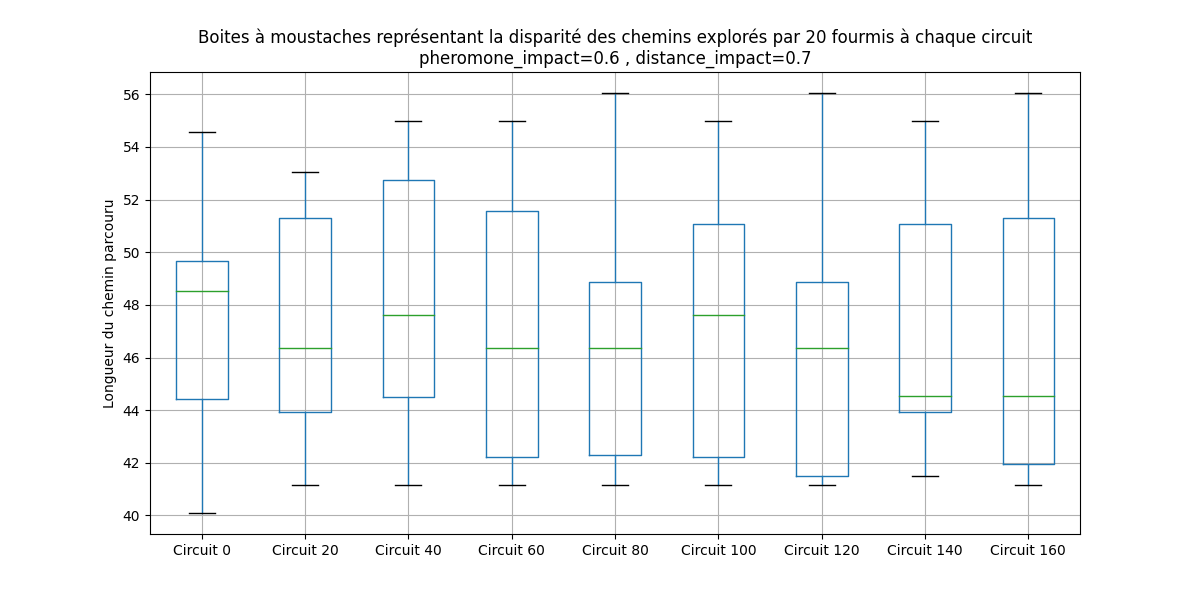 Boites à moustaches représentant la disparité des chemins explorés par 20 fourmis à chaque circuit
pheromone_impact=0.6 , distance_impact=0.7
Longueur du chemin parcouru
56
54
52
50
48
46
44
42
40
Circuit 0 Circuit 20 Circuit 40 Circuit 60 Circuit 80 Circuit 100 Circuit 120 Circuit 140 Circuit 160